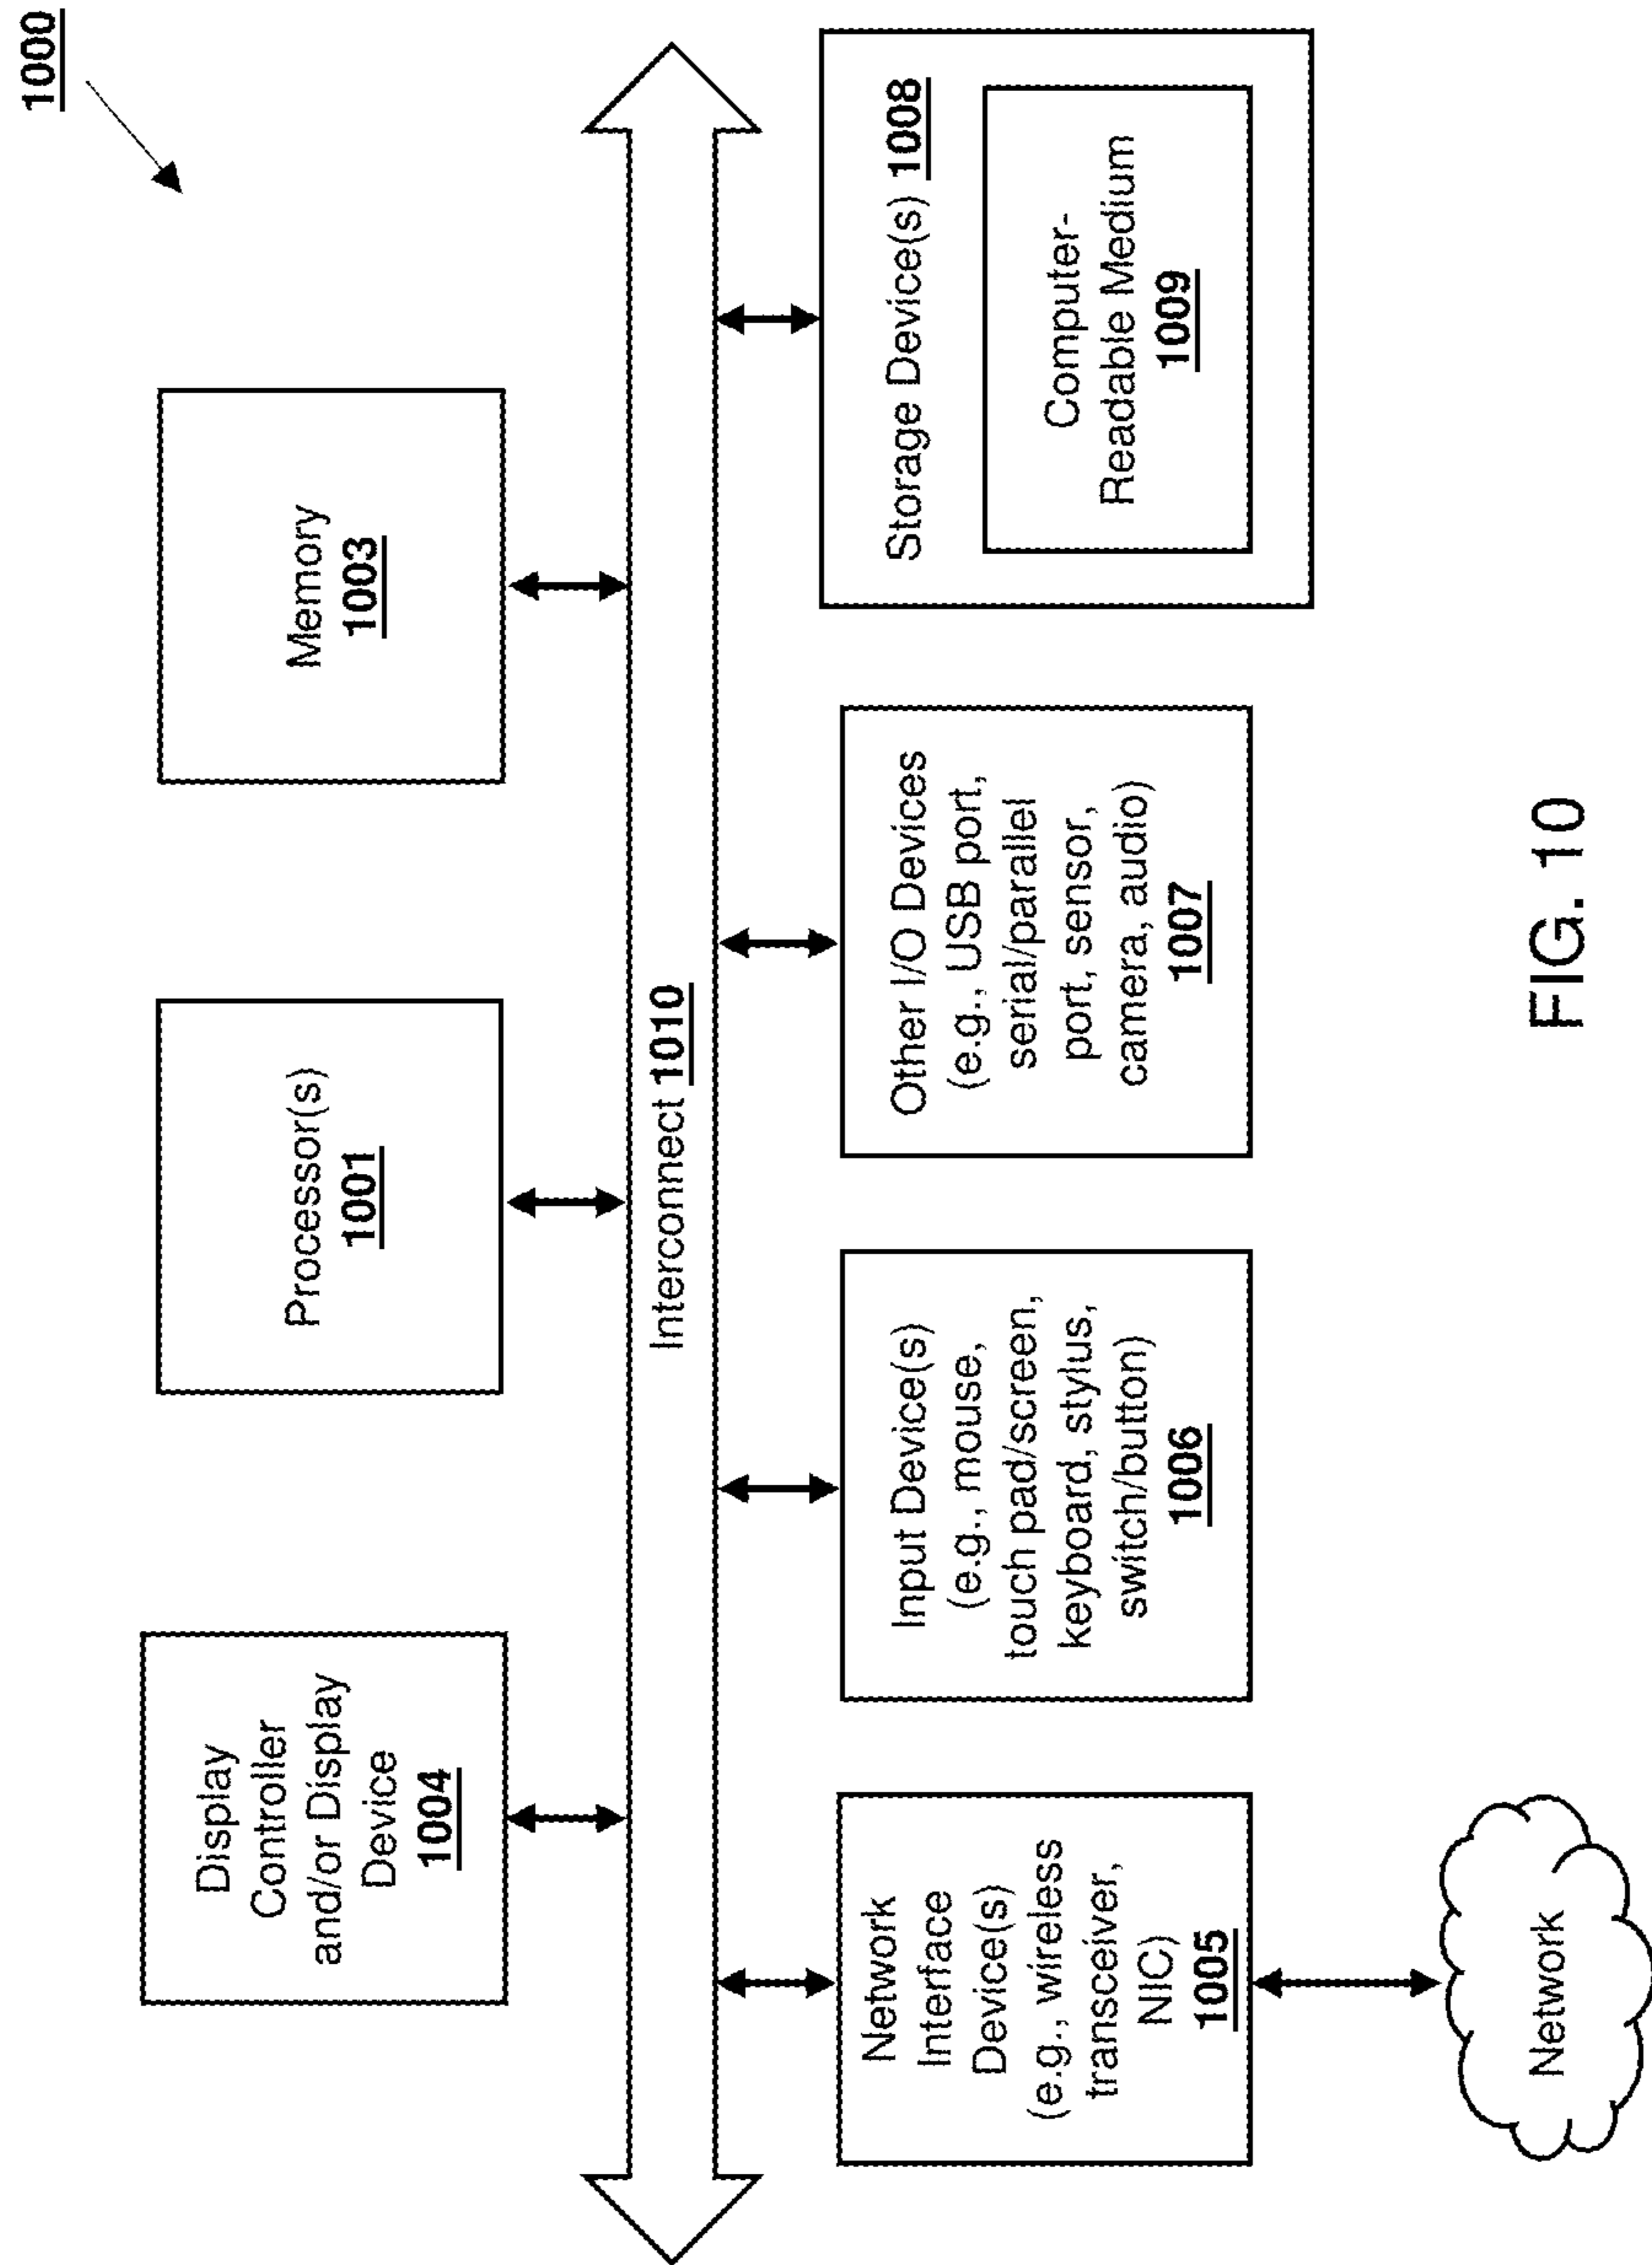 1000
Display
Controller
and/or Display
Device
1004
Processor(s)
1001
Memory
1003
Interconnect 1010
Network
Interface
Device(s)
(e.g., wireless
transceiver,
NIC)
1005
Input Device(s)
(e.g., mouse,
touch pad/screen,
keyboard, stylus,
switch/button)
1006
Other I/O Devices
(e.g., USB port,
serial/parallel
port, sensor,
camera, audio)
1007
Storage Device(s) 1008
Computer-
Readable Medium
1009
Network
FIG. 10